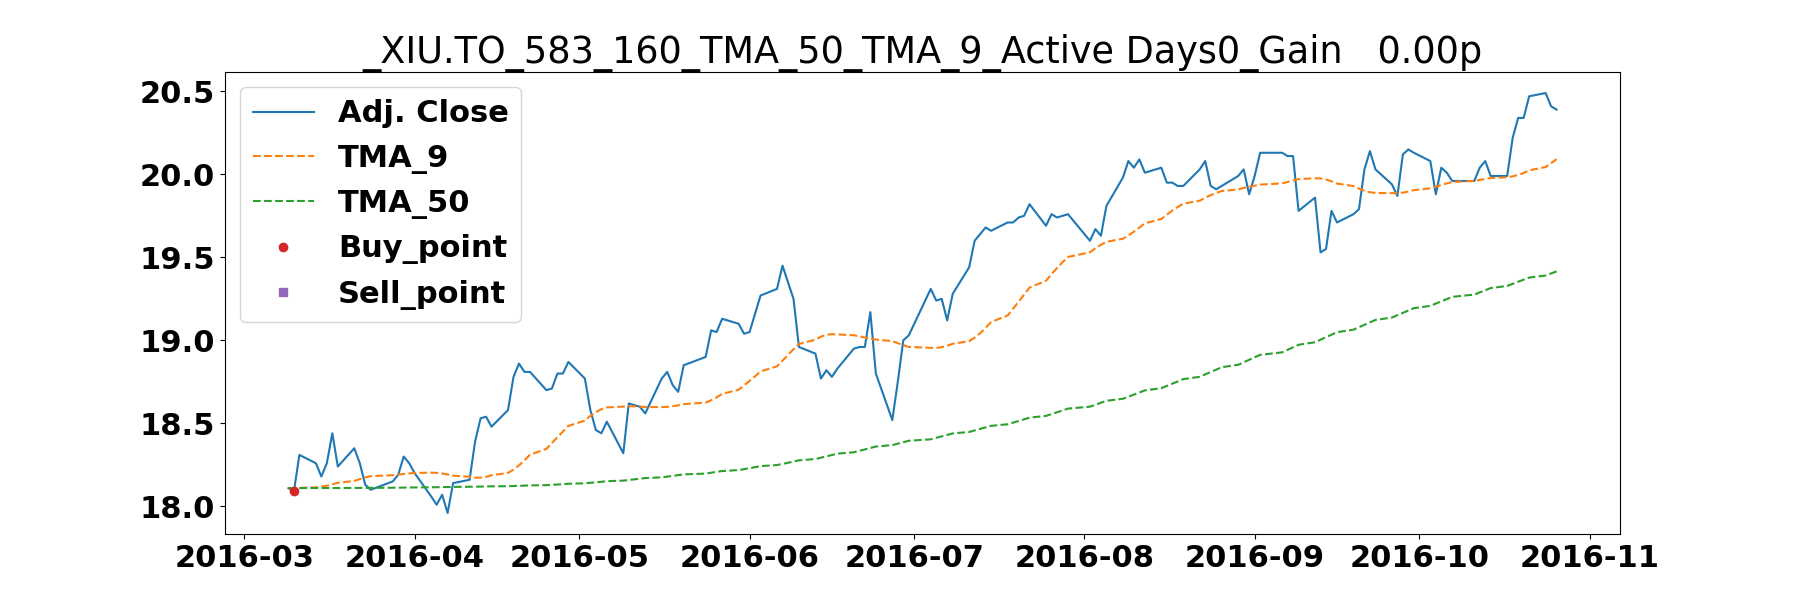 _XIU.TO_583_160_TMA_50_TMA_9_Active Days0_Gain   0.00p
20.5
20.0
19.5
19.0
18.5
18.0
Adj. Close
TMA_9
TMA_50
Buy_point
Sell_point
2016-03 2016-04 2016-05 2016-06 2016-07 2016-08 2016-09 2016-10 2016-11